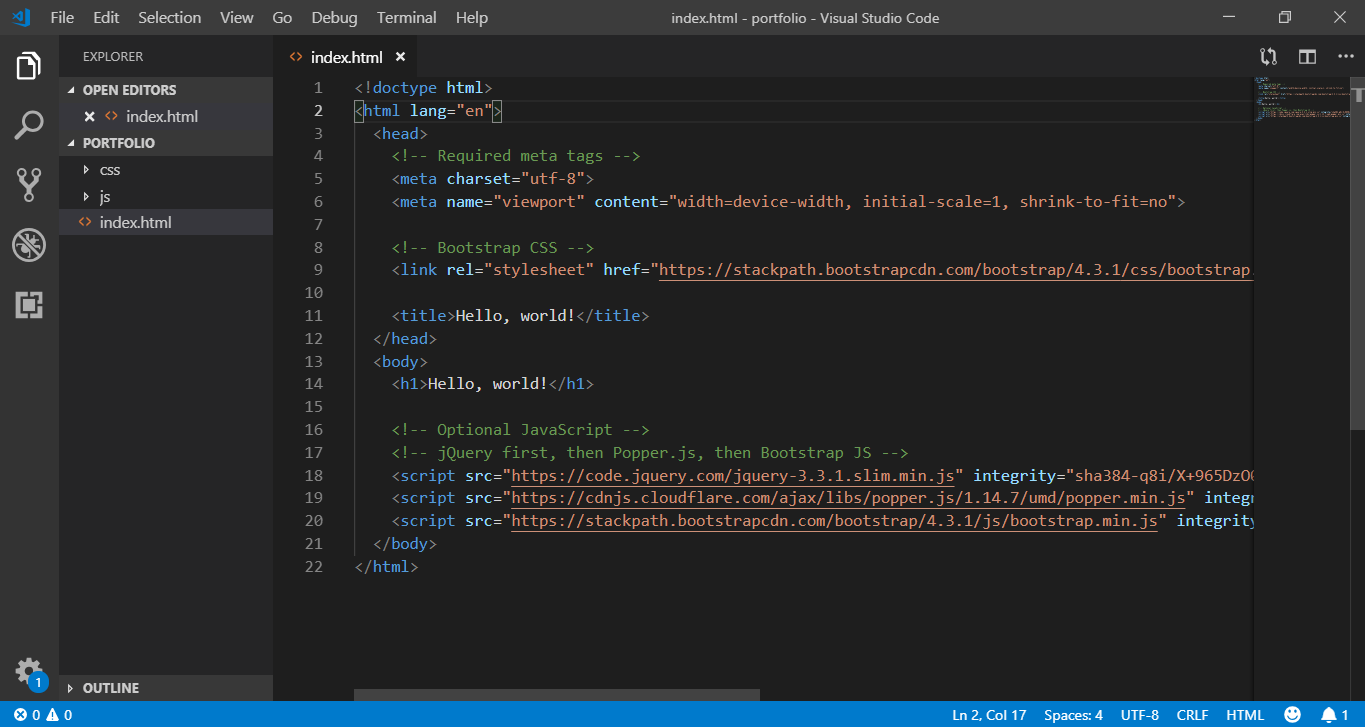 File Edit Selection View Go Debug Terminal Help
index.html - portfolio - Visual Studio Code
EXPLORER
OPEN EDITORS
index.html
PORTFOLIO
css
js
index.html
OUTLINE
index.html
1 <!doctype html>
2 <html lang="en">
3 <head>
4 <!-- Required meta tags -->
5 <meta charset="utf-8">
6 <meta name="viewport" content="width=device-width, initial-scale=1, shrink-to-fit=no">
7
8 <!-- Bootstrap CSS -->
9 <link rel="stylesheet" href="https://stackpath.bootstrapcdn.com/bootstrap/4.3.1/css/bootstrap.
10
11 <title>Hello, world!</title>
12 </head>
13 <body>
14 <h1>Hello, world!</h1>
15
16 <!-- Optional JavaScript -->
17 <!-- jQuery first, then Popper.js, then Bootstrap JS -->
18 <script src="https://code.jquery.com/jquery-3.3.1.slim.min.js" integrity="sha384-q8i/X+965DzO0
19 <script src="https://cdnjs.cloudflare.com/ajax/libs/popper.js/1.14.7/umd/popper.min.js" integr
20 <script src="https://stackpath.bootstrapcdn.com/bootstrap/4.3.1/js/bootstrap.min.js" integrity
21 </body>
22 </html>
1
0 0 Ln 2, Col 17 Spaces: 4 UTF-8 CRLF HTML 1